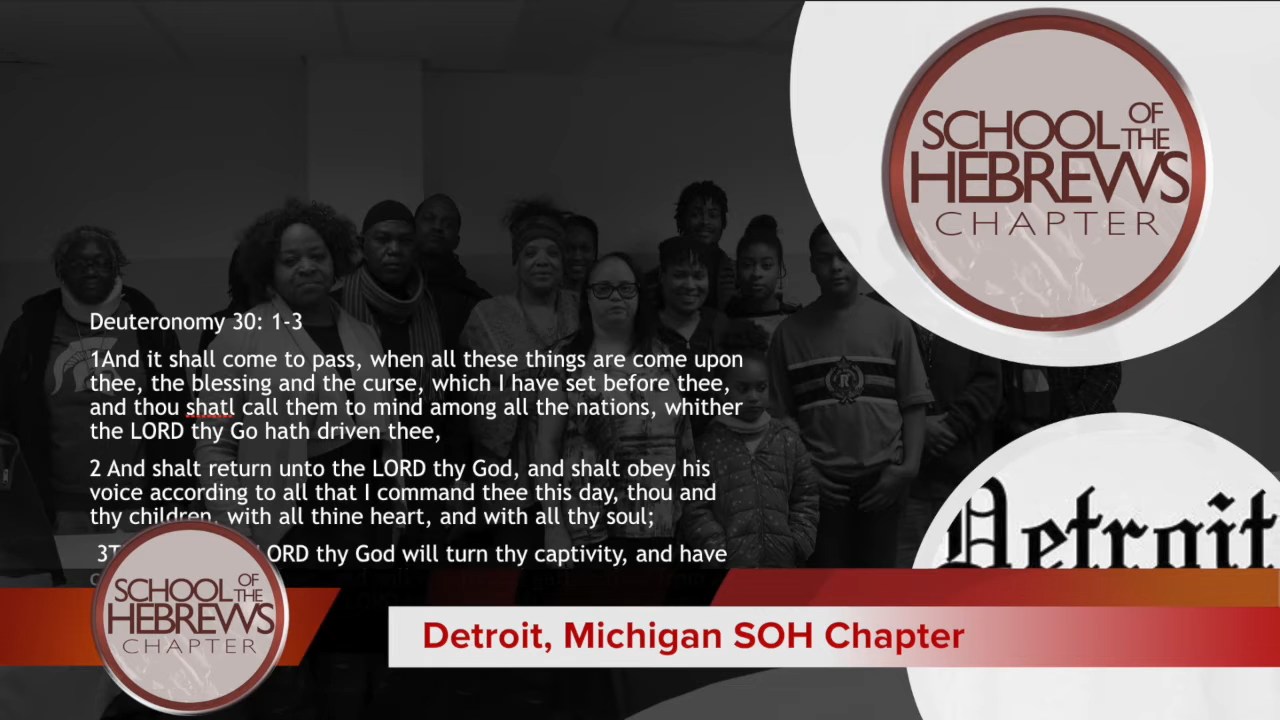 SCHOOL OF THE
HEBREWS
CHAPTER
Deuteronomy 30: 1-3
1And it shall come to pass, when all these things are come upon
thee, the blessing and the curse, which I have set before thee,
and thou shatl call them to mind among all the nations, whither
the LORD thy Go hath driven thee,
2 And shalt return unto the LORD thy God, and shalt obey his
voice according to all that I command thee this day, thou and
thy children, with all thine heart, and with all thy soul;
LORD thy God will turn thy captivity, and have
Detroit
SCHOOL OF THE
HEBREWS
CHAPTER
Detroit, Michigan SOH Chapter